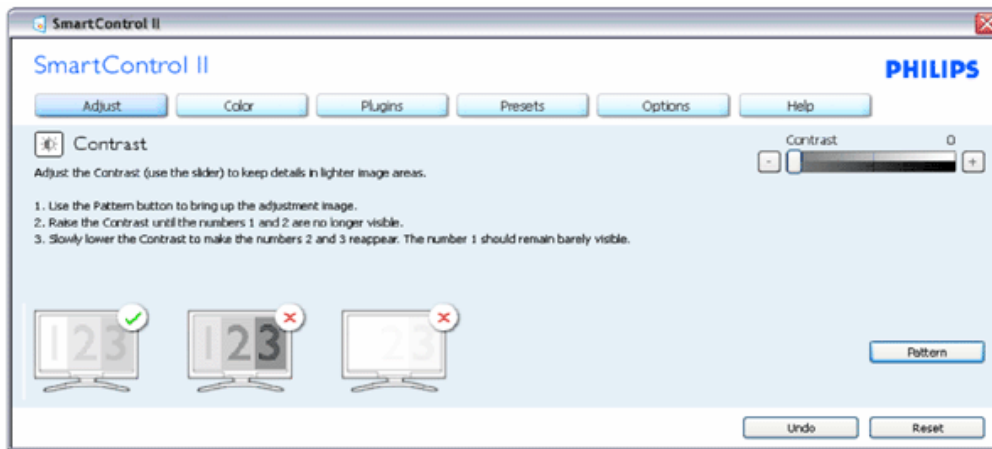 SmartControl II
SmartControl II
PHILIPS
Adjust Color Plugins Presets Options Help
Contrast
Contrast 0
- +
Adjust the Contrast (use the slider) to keep details in lighter image areas.
1. Use the Pattern button to bring up the adjustment image.
2. Raise the Contrast until the numbers 1 and 2 are no longer visible.
3. Slowly lower the Contrast to make the numbers 2 and 3 reappear. The number 1 should remain barely visible.
123 123 23
Pattern
Undo Reset